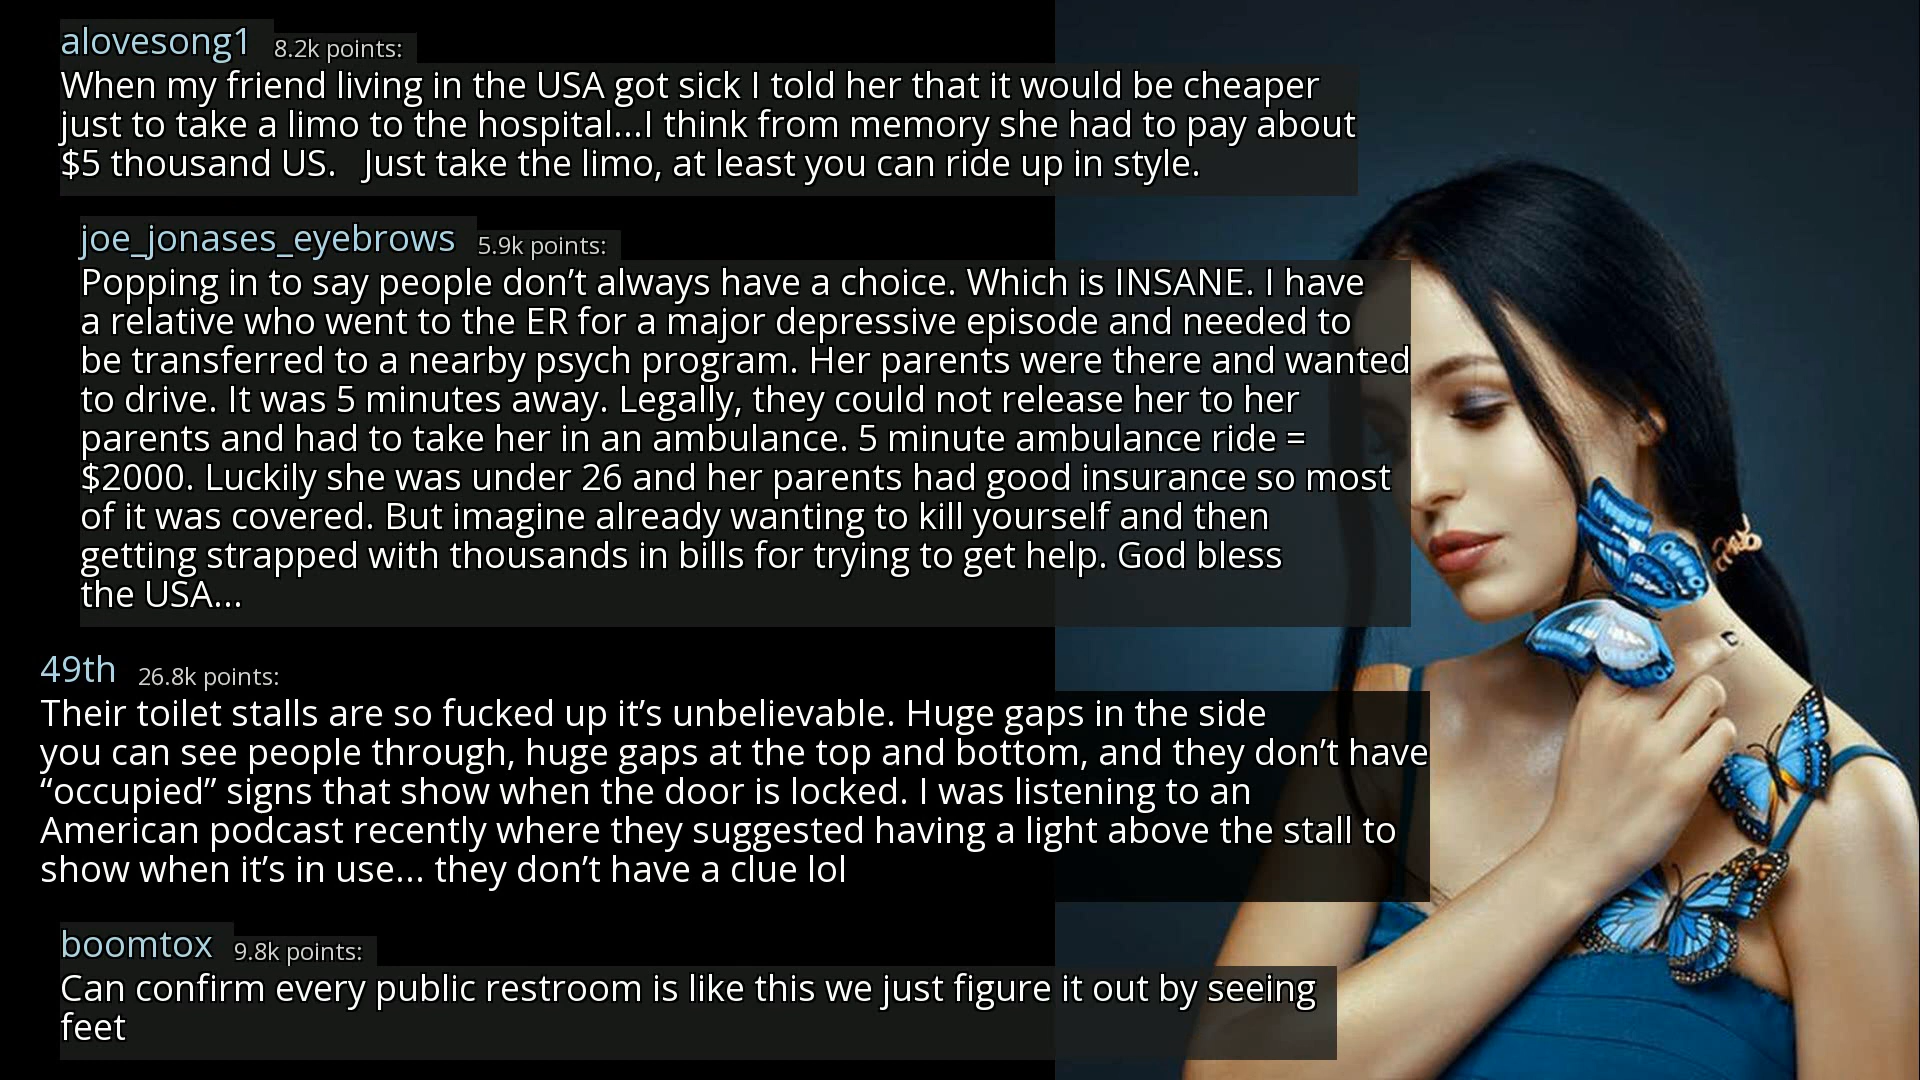 alovesong1 8.2k points:
When my friend living in the USA got sick I told her that it would be cheaper
just to take a limo to the hospital...I think from memory she had to pay about
$5 thousand US.   Just take the limo, at least you can ride up in style.
joe_jonases_eyebrows 5.9k points:
Popping in to say people don’t always have a choice. Which is INSANE. I have
a relative who went to the ER for a major depressive episode and needed to
be transferred to a nearby psych program. Her parents were there and wanted
to drive. It was 5 minutes away. Legally, they could not release her to her
parents and had to take her in an ambulance. 5 minute ambulance ride =
$2000. Luckily she was under 26 and her parents had good insurance so most
of it was covered. But imagine already wanting to kill yourself and then
getting strapped with thousands in bills for trying to get help. God bless
the USA...
49th 26.8k points:
Their toilet stalls are so fucked up it’s unbelievable. Huge gaps in the side
you can see people through, huge gaps at the top and bottom, and they don’t have
“occupied” signs that show when the door is locked. I was listening to an
American podcast recently where they suggested having a light above the stall to
show when it’s in use... they don’t have a clue lol
boomtox 9.8k points:
Can confirm every public restroom is like this we just figure it out by seeing
feet